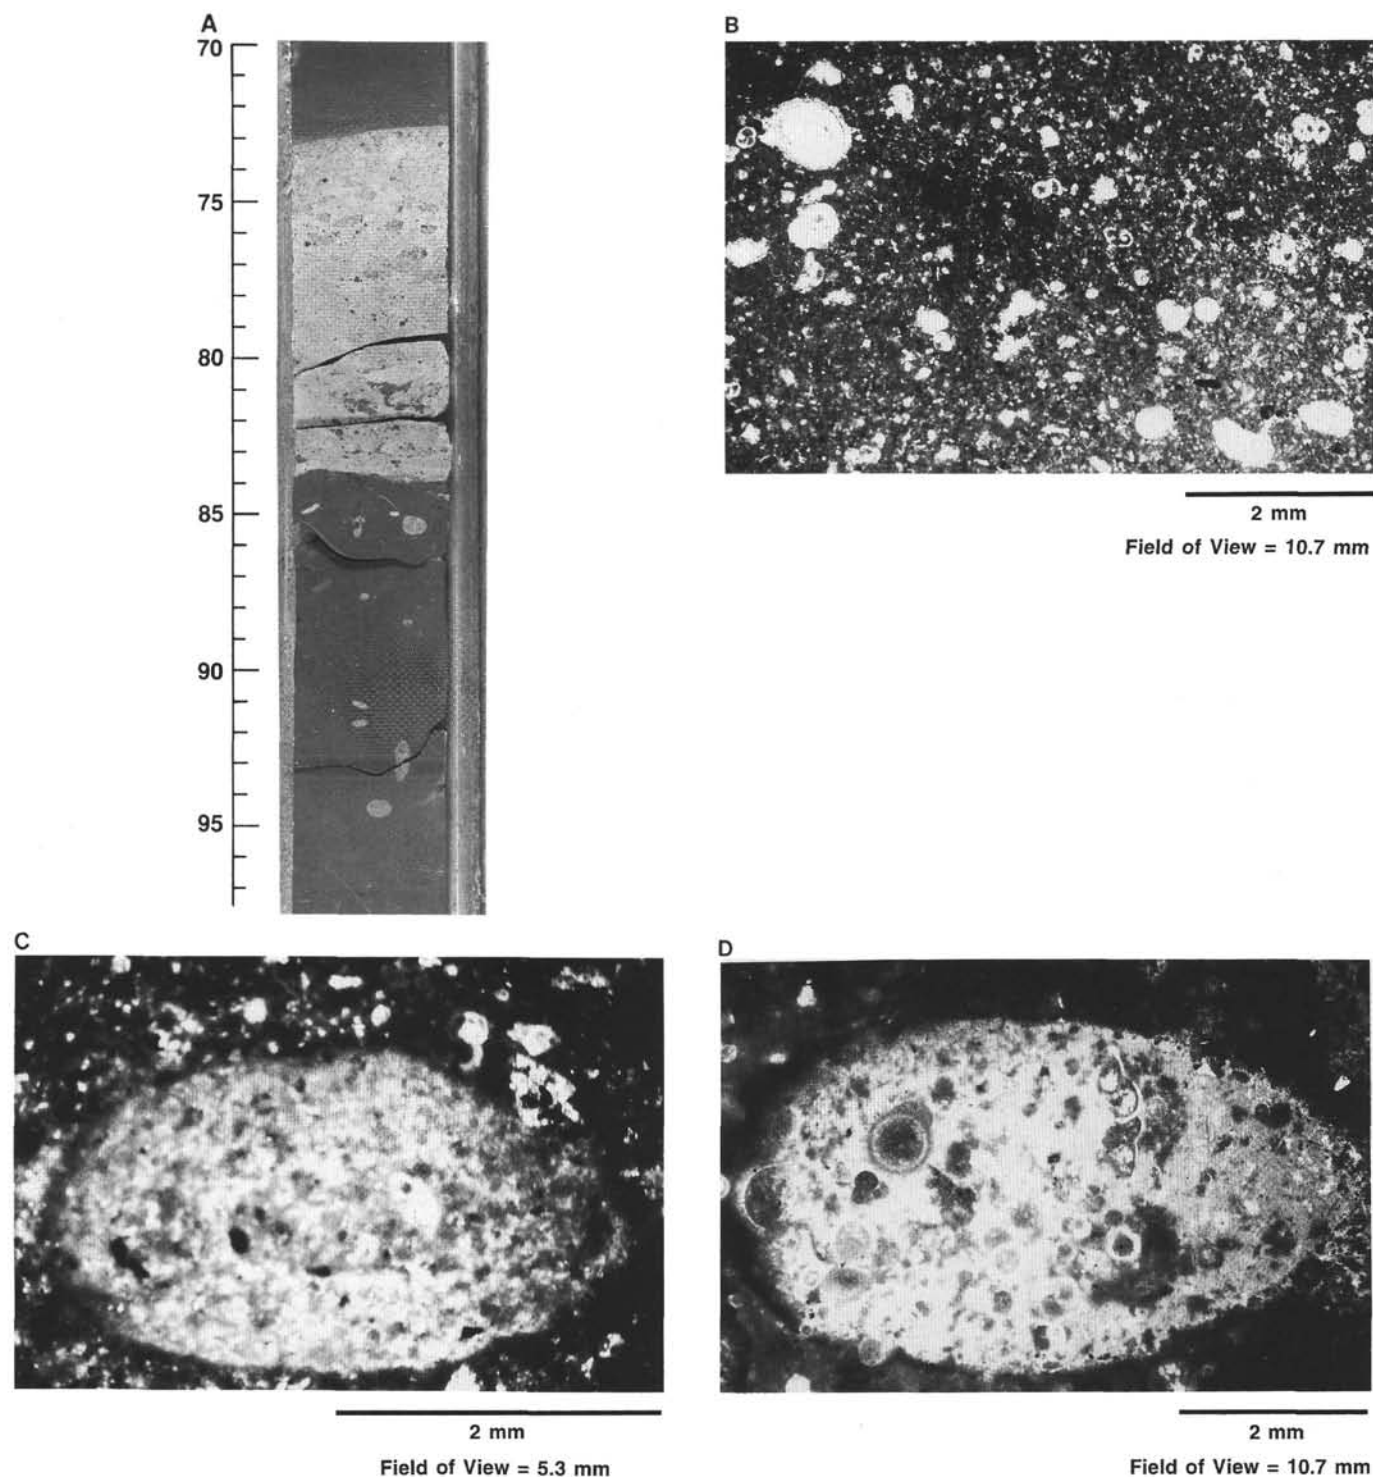 A
70
75
80
85
90
95
B
2 mm
Field of View = 10.7 mm
C
2 mm
Field of View = 5.3 mm
D
2 mm
Field of View = 10.7 mm